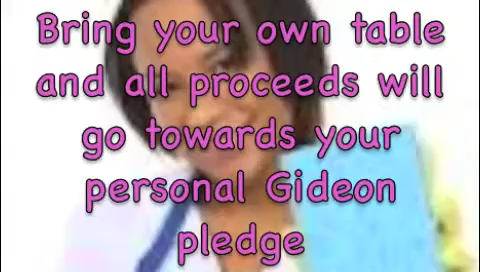 Bring your own table
and all proceeds will
go towards your
personal Gideon
pledge